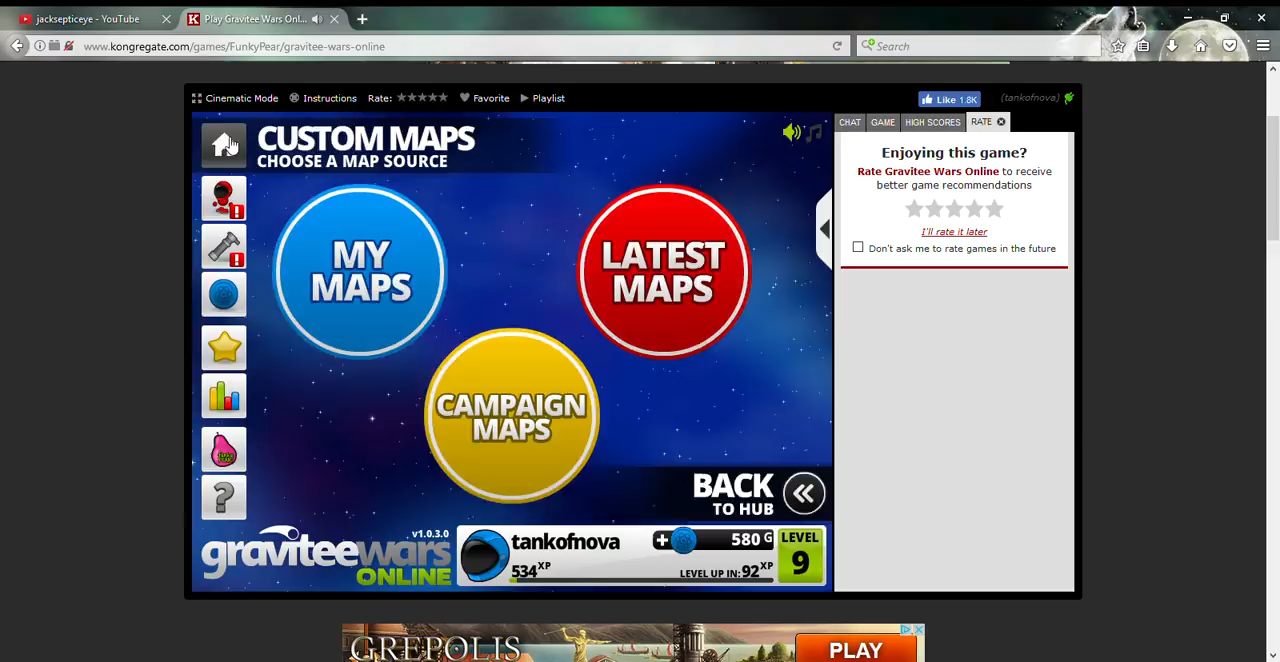 jacksepticeye - YouTube
Play Gravitee Wars Onl...
www.kongregate.com/games/FunkyPear/gravitee-wars-online
Search
Cinematic Mode
Instructions
Rate:
Favorite
Playlist
Like 1.8K
(tankofnova)
CHAT
GAME
HIGH SCORES
RATE
CUSTOM MAPS
CHOOSE A MAP SOURCE
Enjoying this game?
Rate Gravitee Wars Online to receive
better game recommendations
I'll rate it later
Don't ask me to rate games in the future
MY
MAPS
LATEST
MAPS
CAMPAIGN
MAPS
BACK
TO HUB
v1.0.3.0
graviteewars
ONLINE
tankofnova
580 G
534 XP
LEVEL UP IN: 92 XP
LEVEL
9
GREPOLIS
PLAY